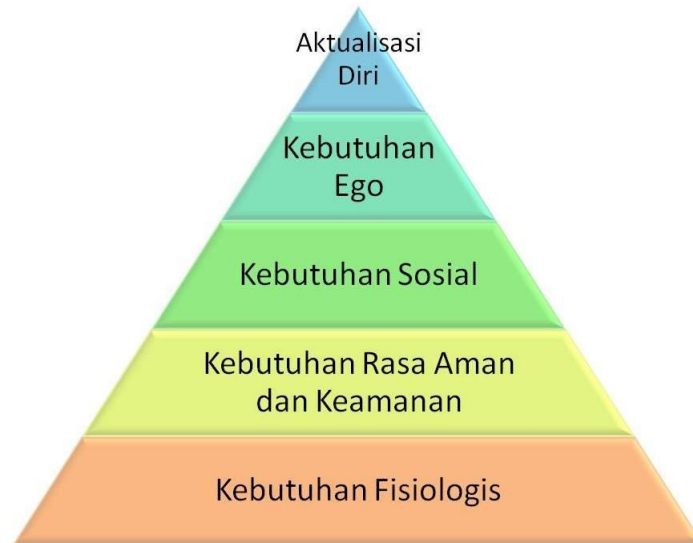 Aktualisasi
Diri
Kebutuhan
Ego
Kebutuhan Sosial
Kebutuhan Rasa Aman
dan Keamanan
Kebutuhan Fisiologis